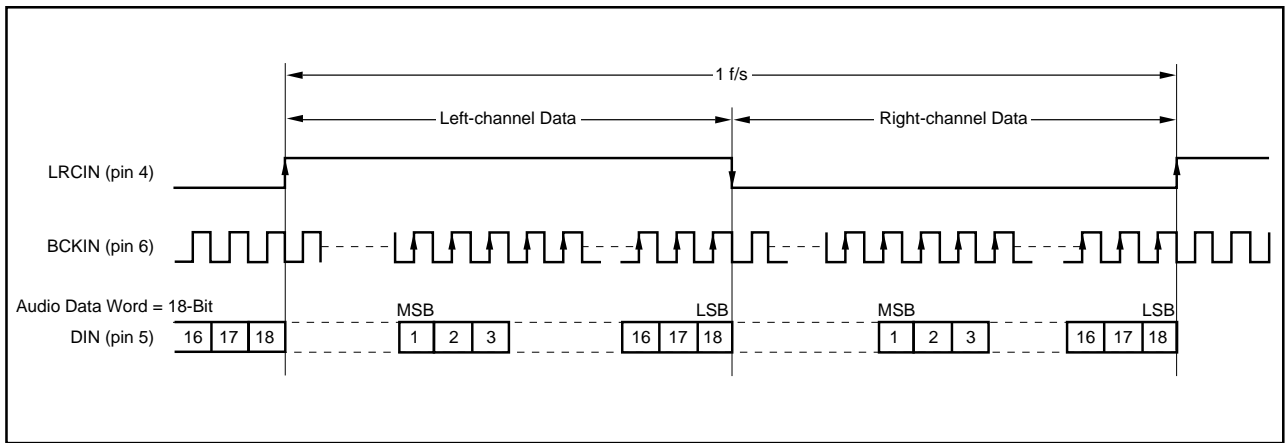 1 f/s
Left-channel Data
Right-channel Data
LRCIN (pin 4)
BCKIN (pin 6)
Audio Data Word = 18-Bit
MSB
LSB
MSB
LSB
DIN (pin 5)
16 17 18
1 2 3
16 17 18
1 2 3
16 17 18